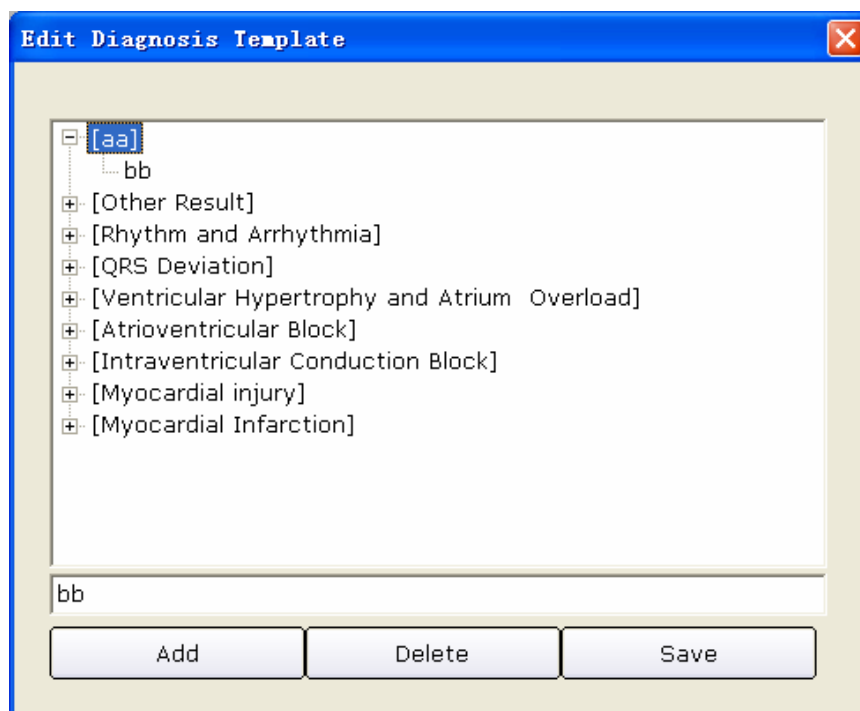 Edit Diagnosis Template
[aa]
bb
[Other Result]
[Rhythm and Arrhythmia]
[QRS Deviation]
[Ventricular Hypertrophy and Atrium  Overload]
[Atrioventricular Block]
[Intraventricular Conduction Block]
[Myocardial injury]
[Myocardial Infarction]
bb
Add Delete Save